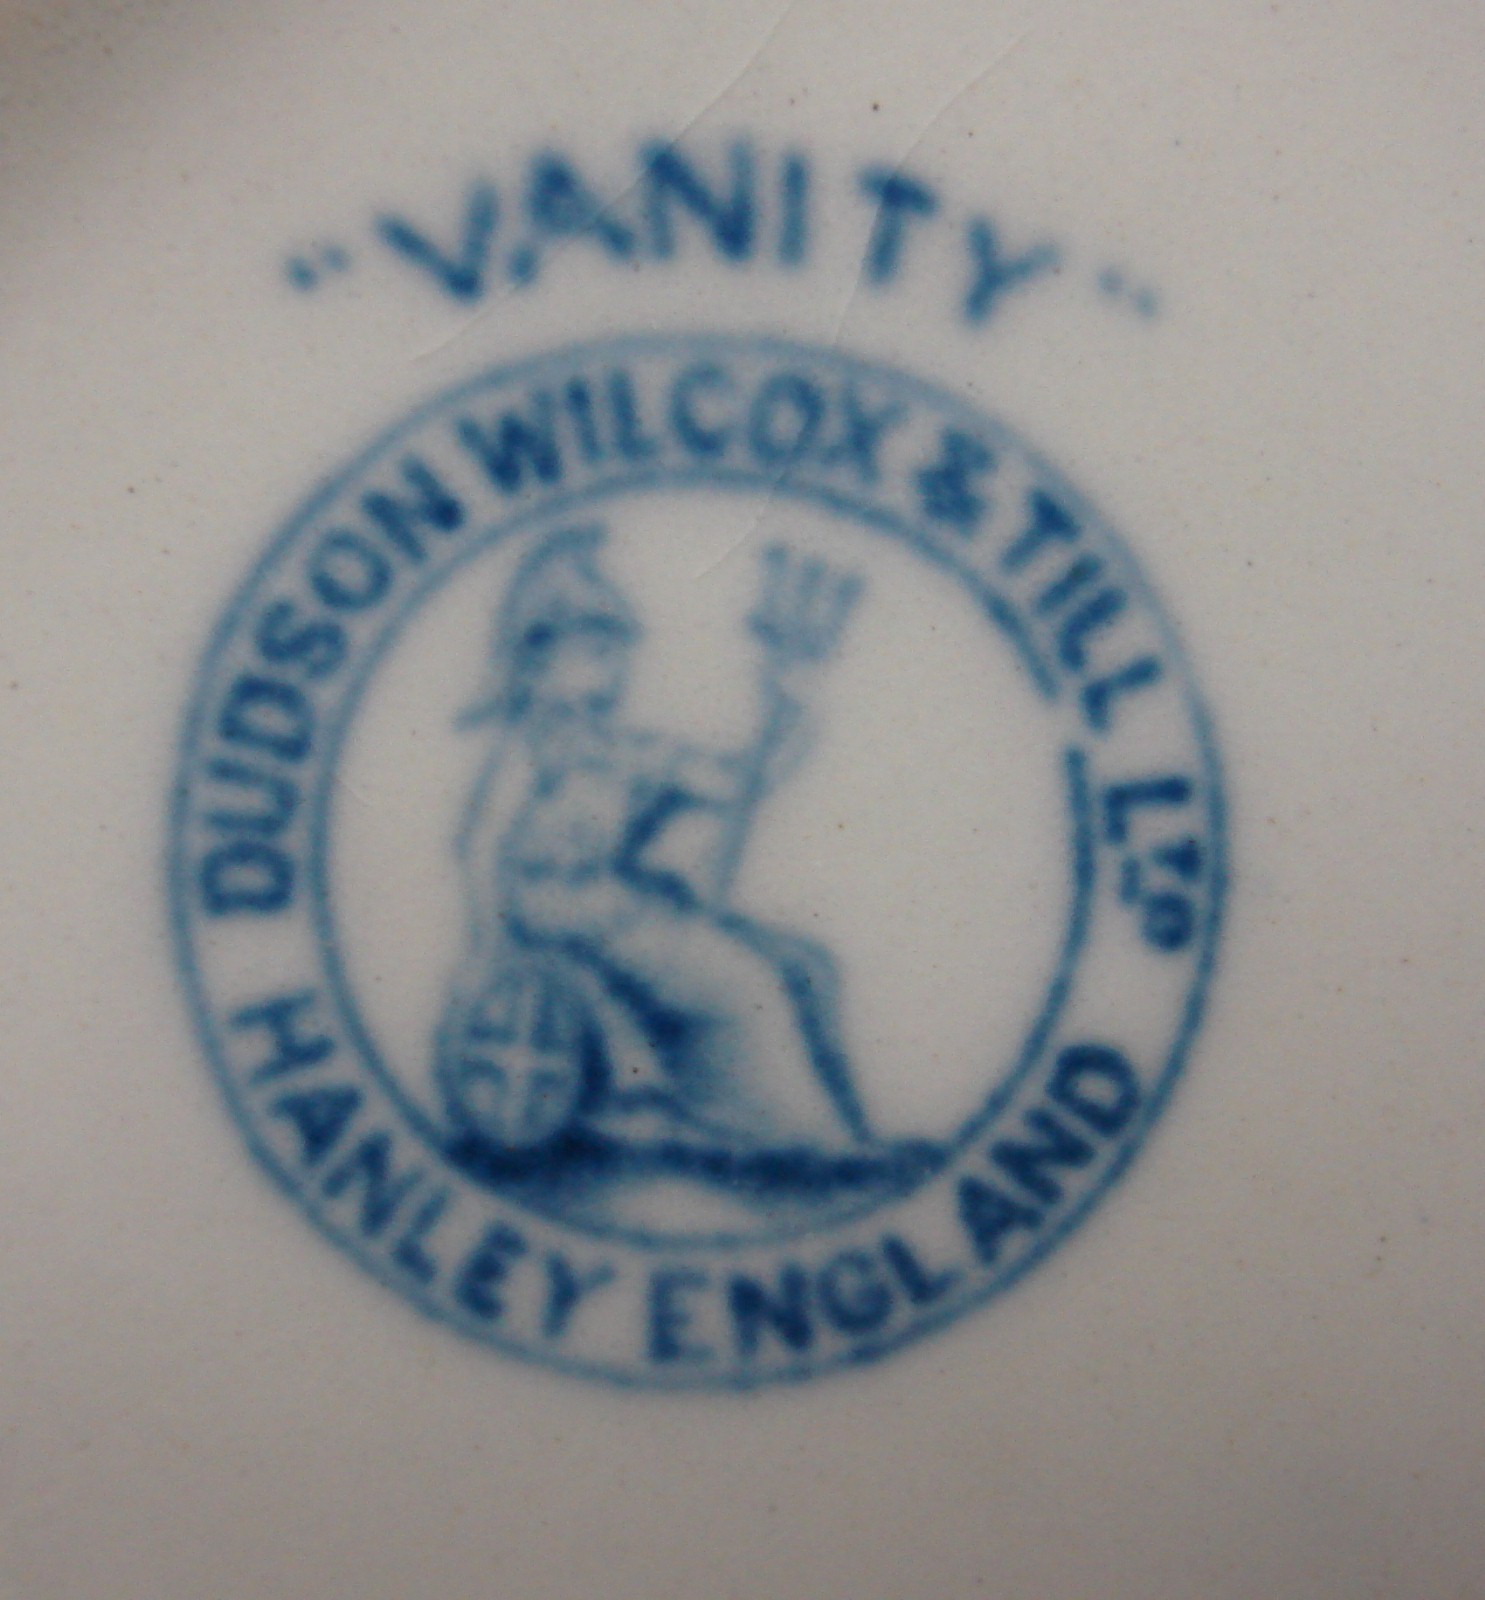 "VANITY"
DUDSON WILCOX & TILL LTD
HANLEY ENGLAND